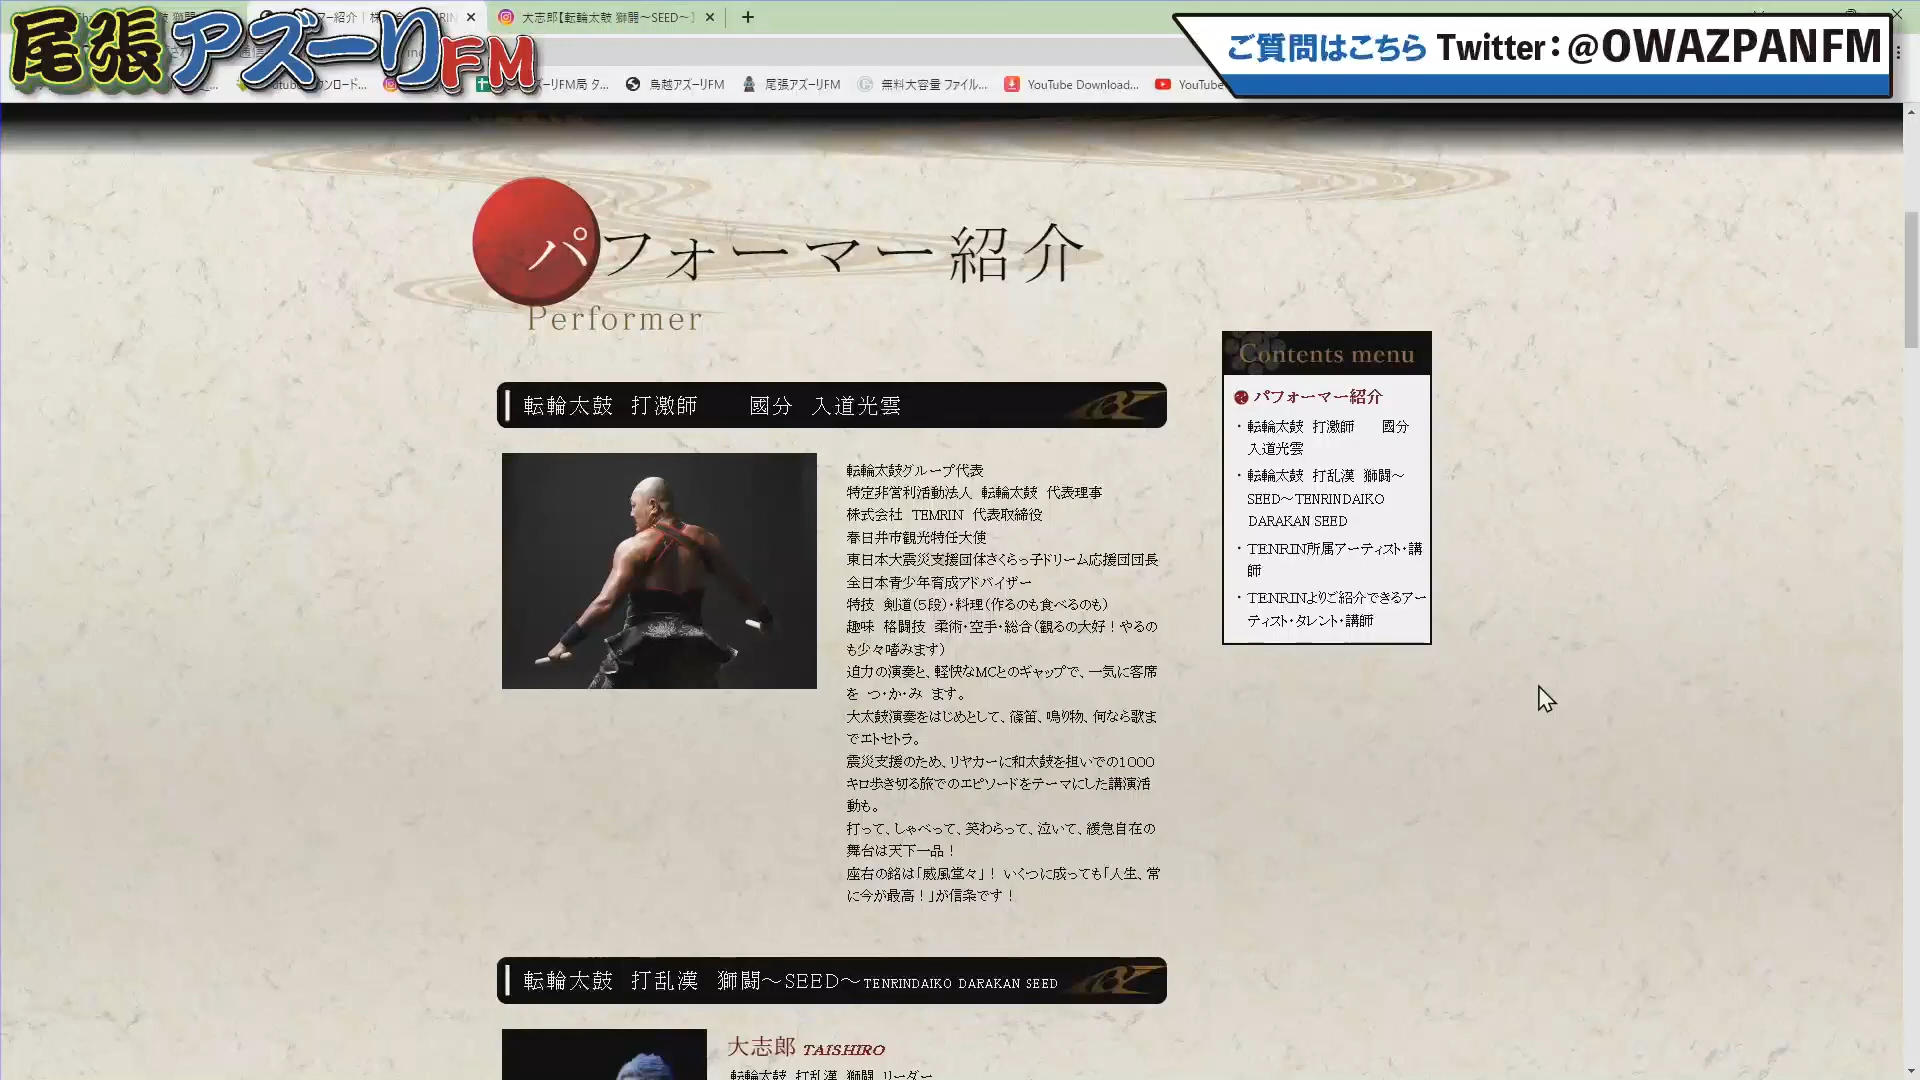 尾張アズーリFM
ご質問はこちら Twitter：@OWAZPANFM
大志郎【転輪太鼓 獅闘～SEED～】
鳥越アズーリFM
尾張アズーリFM
無料大容量 ファイル...
YouTube Download...
YouTube
パフォーマー紹介
Performer
転輪太鼓 打激師 國分 入道光雲
転輪太鼓グループ代表
特定非営利活動法人 転輪太鼓 代表理事
株式会社 TEMRIN 代表取締役
春日井市観光特任大使
東日本大震災支援団体さくらっ子ドリーム応援団団長
全日本青少年育成アドバイザー
特技 剣道（５段）・料理（作るのも食べるのも）
趣味 格闘技 柔術・空手・総合（観るの大好！やるの
も少々嗜みます）
迫力の演奏と、軽快なMCとのギャップで、一気に客席
を つ・か・み ます。
大太鼓演奏をはじめとして、篠笛、鳴り物、何なら歌ま
でエトセトラ。
震災支援のため、リヤカーに和太鼓を担いでの1000
キロ歩き切る旅でのエピソードをテーマにした講演活
動も。
打って、しゃべって、笑わらって、泣いて、緩急自在の
舞台は天下一品！
座右の銘は「威風堂々」！ いくつに成っても「人生、常
に今が最高！」が信条です！
Contents menu
パフォーマー紹介
・転輪太鼓 打激師 國分
入道光雲
・転輪太鼓 打乱漢 獅闘～
SEED～TENRINDAIKO
DARAKAN SEED
・TENRIN所属アーティスト・講
師
・TENRINよりご紹介できるアー
ティスト・タレント・講師
転輪太鼓 打乱漢 獅闘～SEED～TENRINDAIKO DARAKAN SEED
大志郎 TAISHIRO
転輪太鼓 打乱漢 獅闘 リーダー